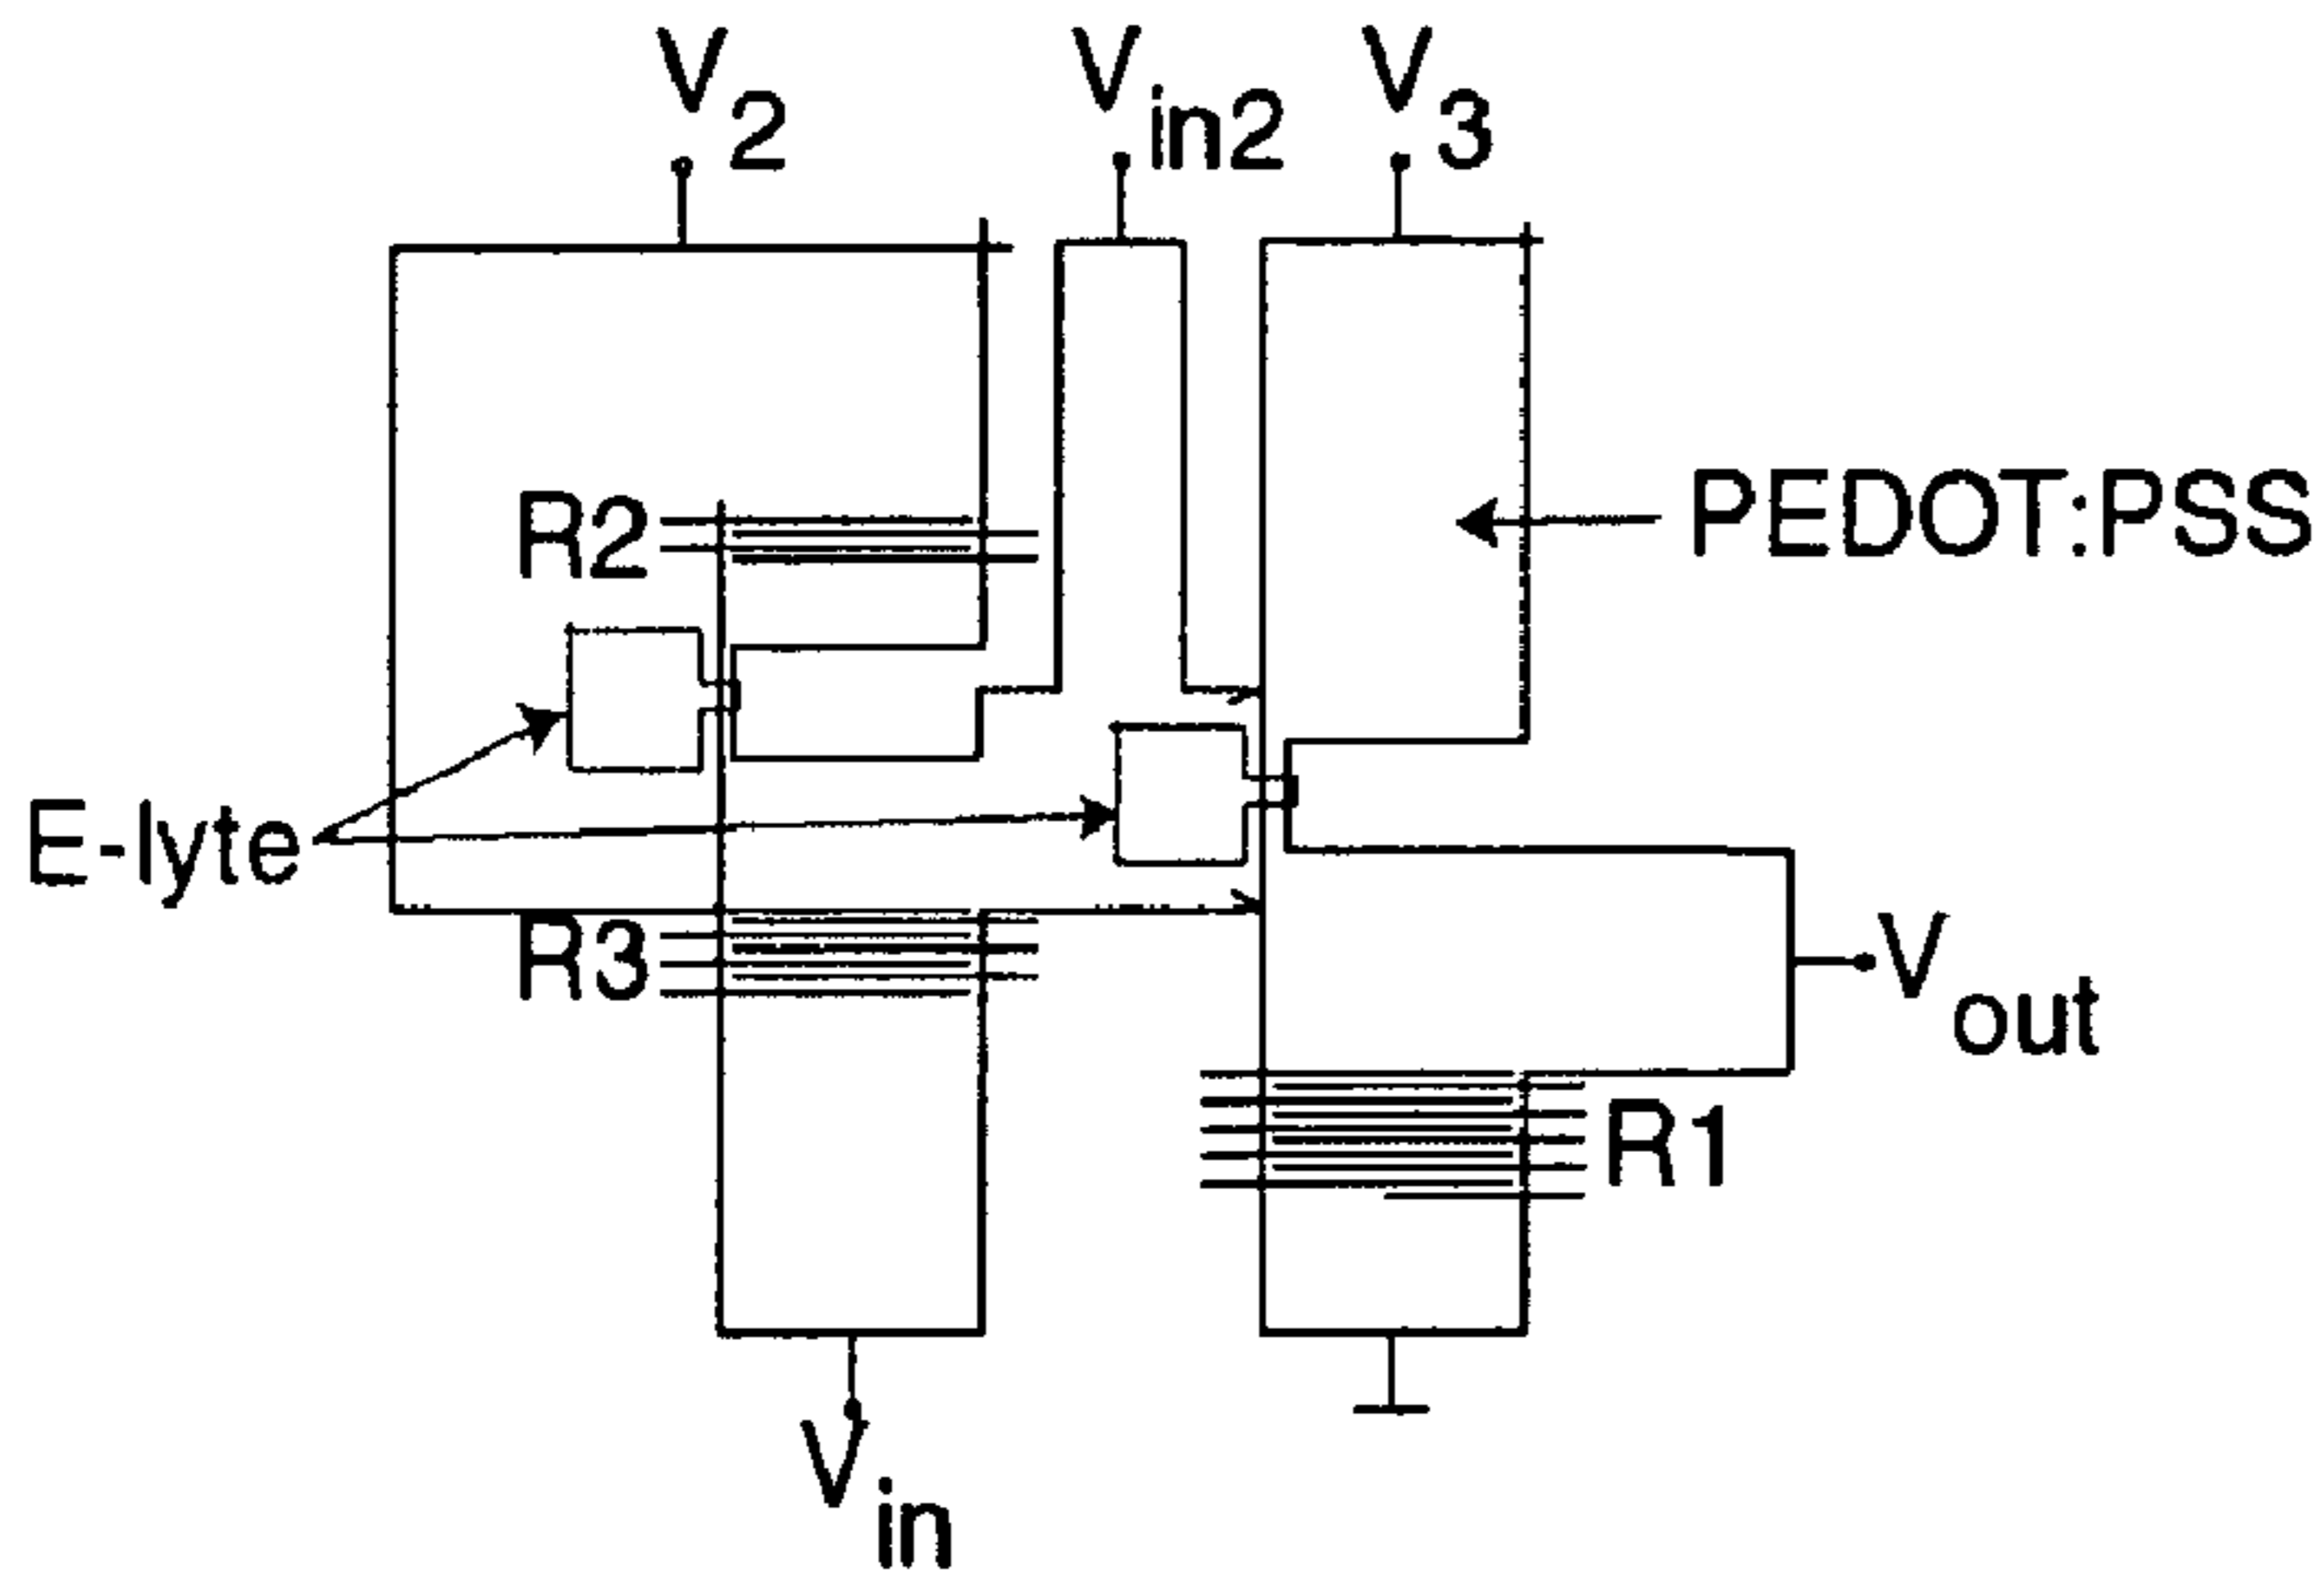 V2
Vin2
V3
R2
PEDOT:PSS
E-lyte
R3
Vout
R1
Vin